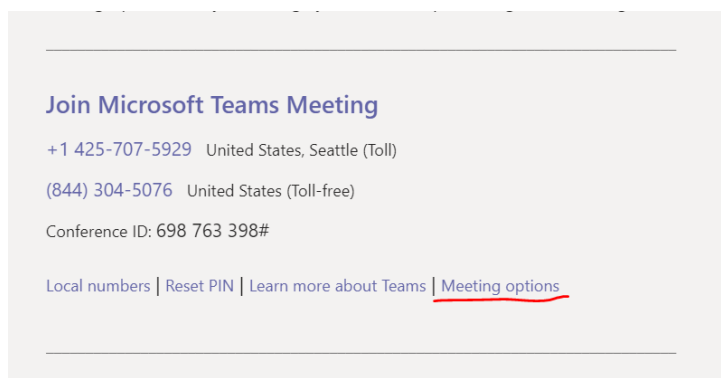 Join Microsoft Teams Meeting
+1 425-707-5929 United States, Seattle (Toll)
(844) 304-5076 United States (Toll-free)
Conference ID: 698 763 398#
Local numbers | Reset PIN | Learn more about Teams | Meeting options